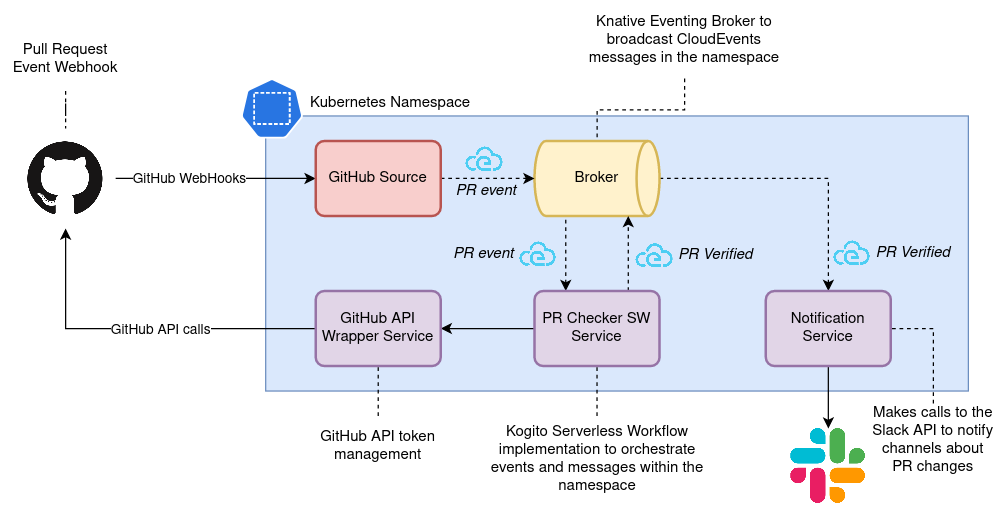 Knative Eventing Broker to
broadcast CloudEvents
messages in the namespace
Pull Request
Event Webhook
Kubernetes Namespace
GitHub WebHooks
GitHub Source
PR event
Broker
PR event
PR Verified
PR Verified
GitHub API calls
GitHub API
Wrapper Service
PR Checker SW
Service
Notification
Service
GitHub API token
management
Kogito Serverless Workflow
implementation to orchestrate
events and messages within the
namespace
Makes calls to the
Slack API to notify
channels about
PR changes